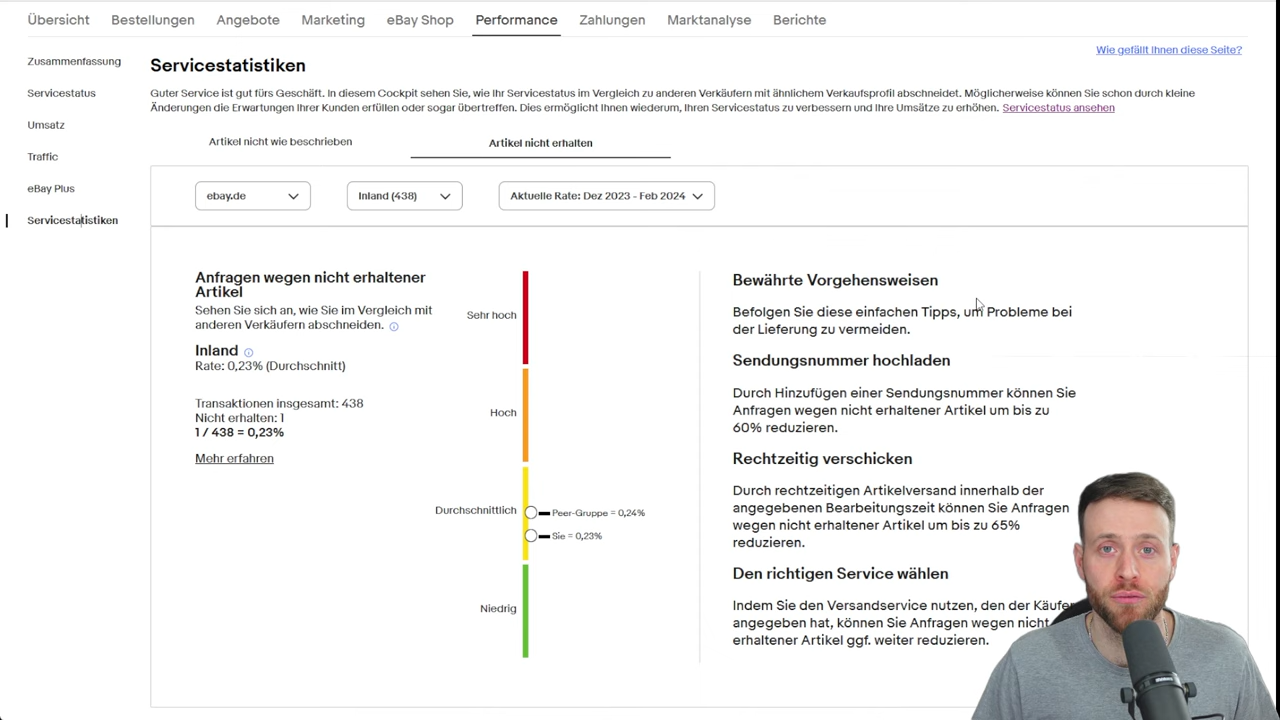 Übersicht Bestellungen Angebote Marketing eBay Shop Performance Zahlungen Marktanalyse Berichte
Wie gefällt Ihnen diese Seite?
Zusammenfassung
Servicestatus
Umsatz
Traffic
eBay Plus
Servicestatistiken
Servicestatistiken
Guter Service ist gut fürs Geschäft. In diesem Cockpit sehen Sie, wie Ihr Servicestatus im Vergleich zu anderen Verkäufern mit ähnlichem Verkaufsprofil abschneidet. Möglicherweise können Sie schon durch kleine
Änderungen die Erwartungen Ihrer Kunden erfüllen oder sogar übertreffen. Dies ermöglicht Ihnen wiederum, Ihren Servicestatus zu verbessern und Ihre Umsätze zu erhöhen. Servicestatus ansehen
Artikel nicht wie beschrieben Artikel nicht erhalten
ebay.de Inland (438) Aktuelle Rate: Dez 2023 - Feb 2024
Anfragen wegen nicht erhaltener
Artikel
Sehen Sie sich an, wie Sie im Vergleich mit
anderen Verkäufern abschneiden.
Inland
Rate: 0,23% (Durchschnitt)
Transaktionen insgesamt: 438
Nicht erhalten: 1
1 / 438 = 0,23%
Mehr erfahren
Sehr hoch
Hoch
Durchschnittlich
Peer-Gruppe = 0,24%
Sie = 0,23%
Niedrig
Bewährte Vorgehensweisen
Befolgen Sie diese einfachen Tipps, um Probleme bei
der Lieferung zu vermeiden.
Sendungsnummer hochladen
Durch Hinzufügen einer Sendungsnummer können Sie
Anfragen wegen nicht erhaltener Artikel um bis zu
60% reduzieren.
Rechtzeitig verschicken
Durch rechtzeitigen Artikelversand innerhalb der
angegebenen Bearbeitungszeit können Sie Anfragen
wegen nicht erhaltener Artikel um bis zu 65%
reduzieren.
Den richtigen Service wählen
Indem Sie den Versandservice nutzen, den der Käufer
angegeben hat, können Sie Anfragen wegen nicht
erhaltener Artikel ggf. weiter reduzieren.